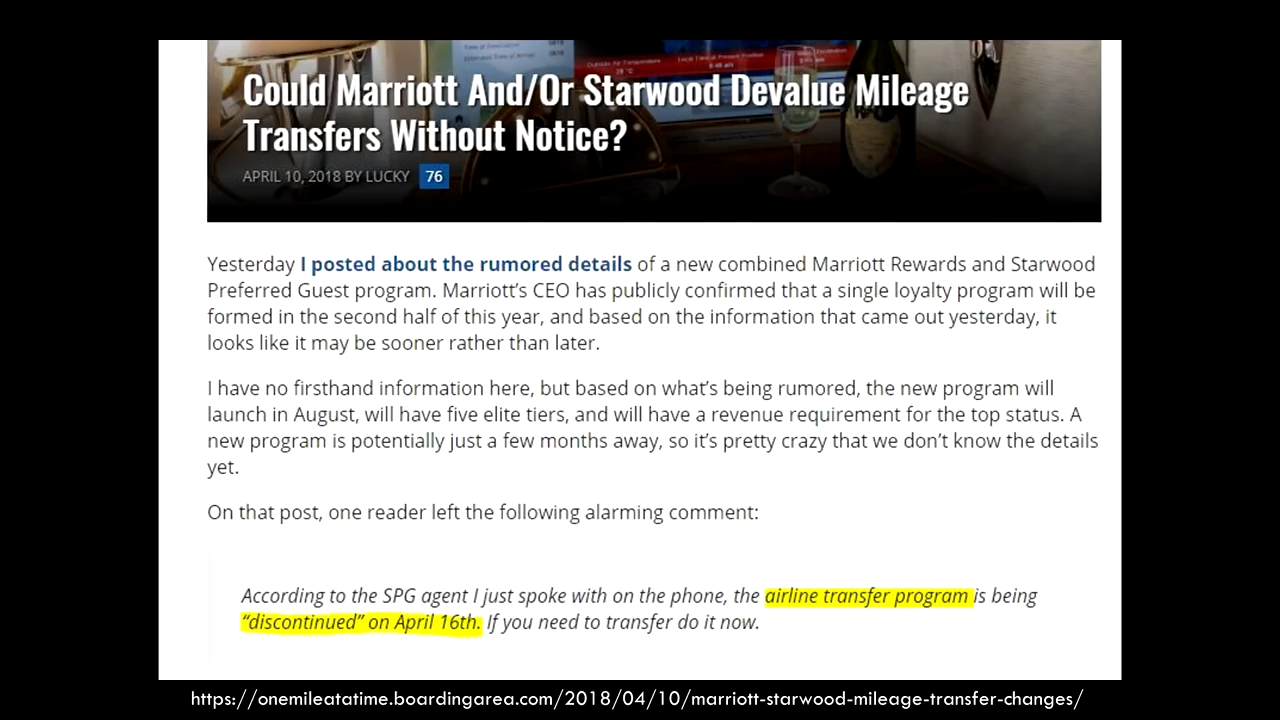 Outside Air Temperature
Local Time at Present Position
Could Marriott And/Or Starwood Devalue Mileage
Transfers Without Notice?
APRIL 10, 2018 BY LUCKY 76
Yesterday I posted about the rumored details of a new combined Marriott Rewards and Starwood
Preferred Guest program. Marriott’s CEO has publicly confirmed that a single loyalty program will be
formed in the second half of this year, and based on the information that came out yesterday, it
looks like it may be sooner rather than later.
I have no firsthand information here, but based on what’s being rumored, the new program will
launch in August, will have five elite tiers, and will have a revenue requirement for the top status. A
new program is potentially just a few months away, so it’s pretty crazy that we don’t know the details
yet.
On that post, one reader left the following alarming comment:
According to the SPG agent I just spoke with on the phone, the airline transfer program is being
“discontinued” on April 16th. If you need to transfer do it now.
https://onemileatatime.boardingarea.com/2018/04/10/marriott-starwood-mileage-transfer-changes/